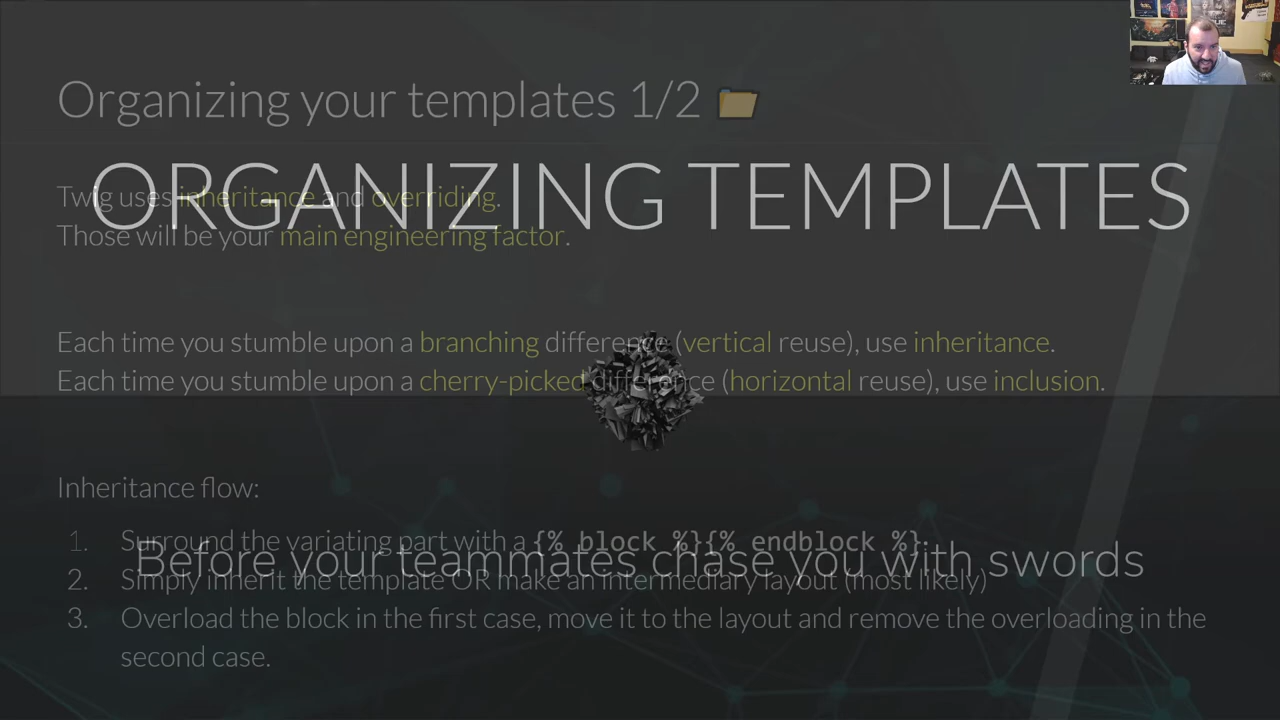 Organizing your templates 1/2
ORGANIZING TEMPLATES
Twig uses inheritance and overriding.
Those will be your main engineering factor.
Each time you stumble upon a branching difference (vertical reuse), use inheritance.
Each time you stumble upon a cherry-picked difference (horizontal reuse), use inclusion.
Inheritance flow:
1. Surround the variating part with a {% block %}{% endblock %}.
Before your teammates chase you with swords
2. Simply inherit the template OR make an intermediary layout (most likely)
3. Overload the block in the first case, move it to the layout and remove the overloading in the
second case.